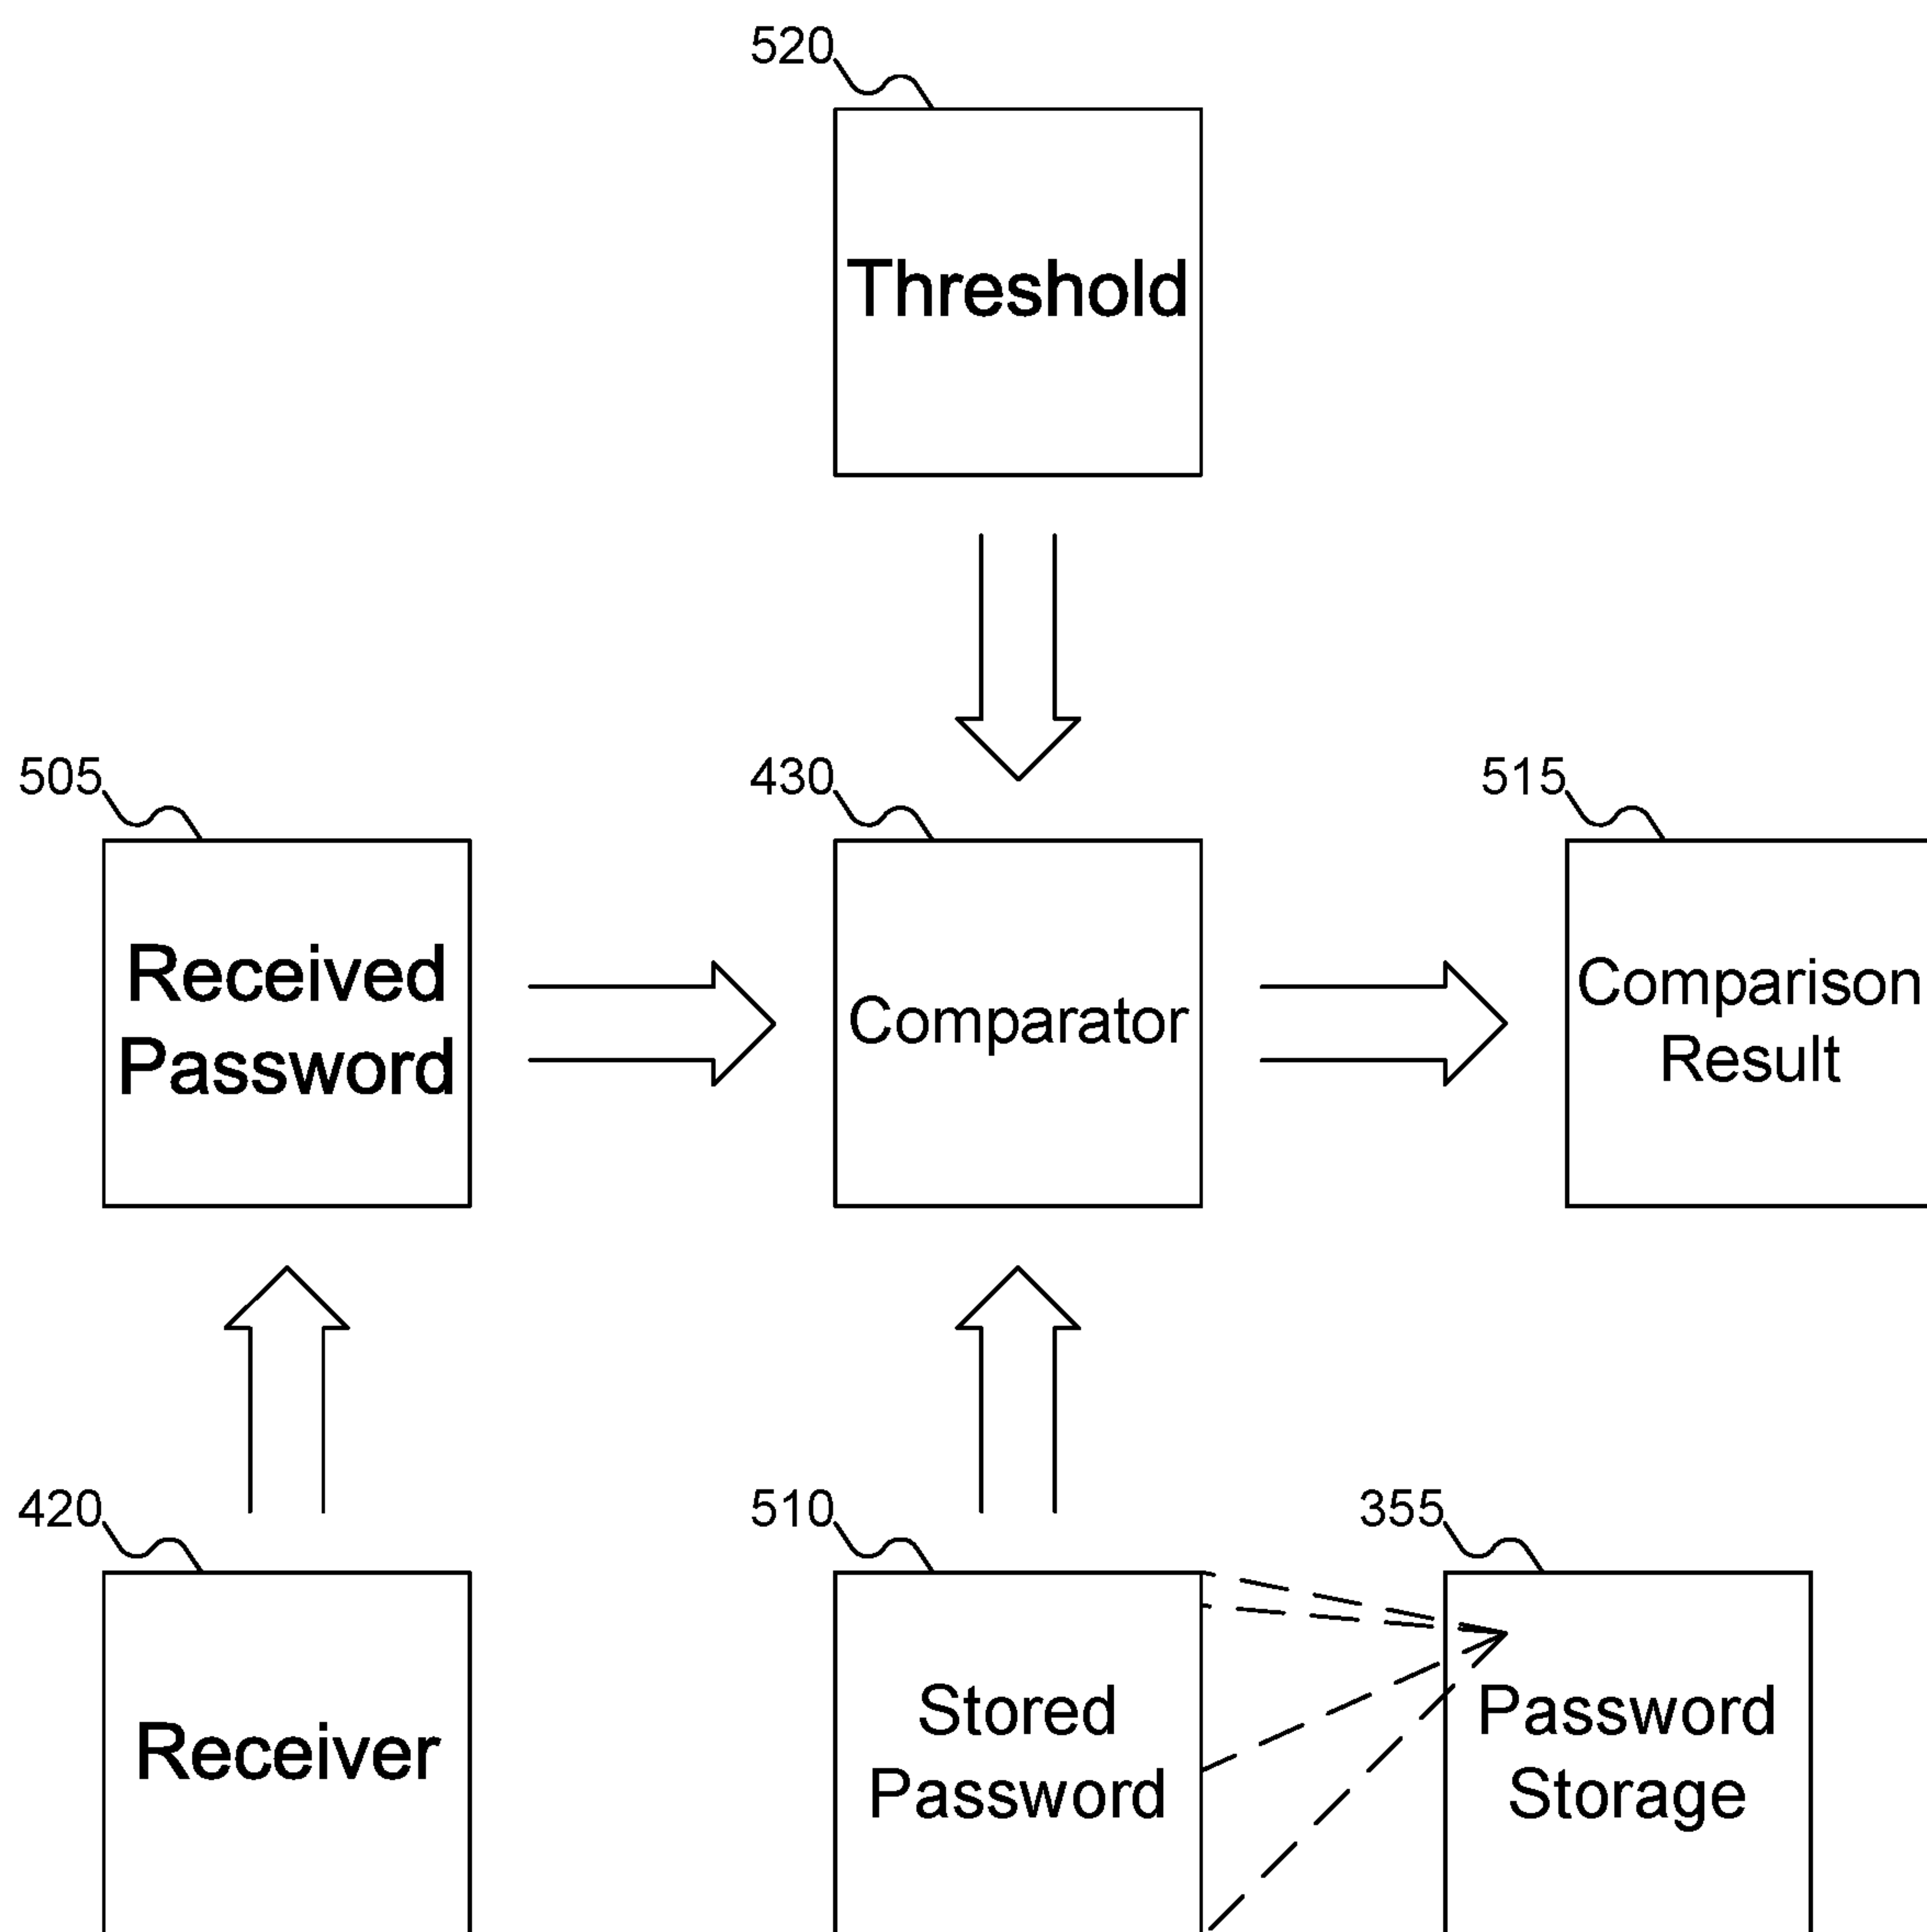 520
Threshold
505
430
515
Received
Password
Comparator
Comparison
Result
420
510
355
Receiver
Stored
Password
Password
Storage